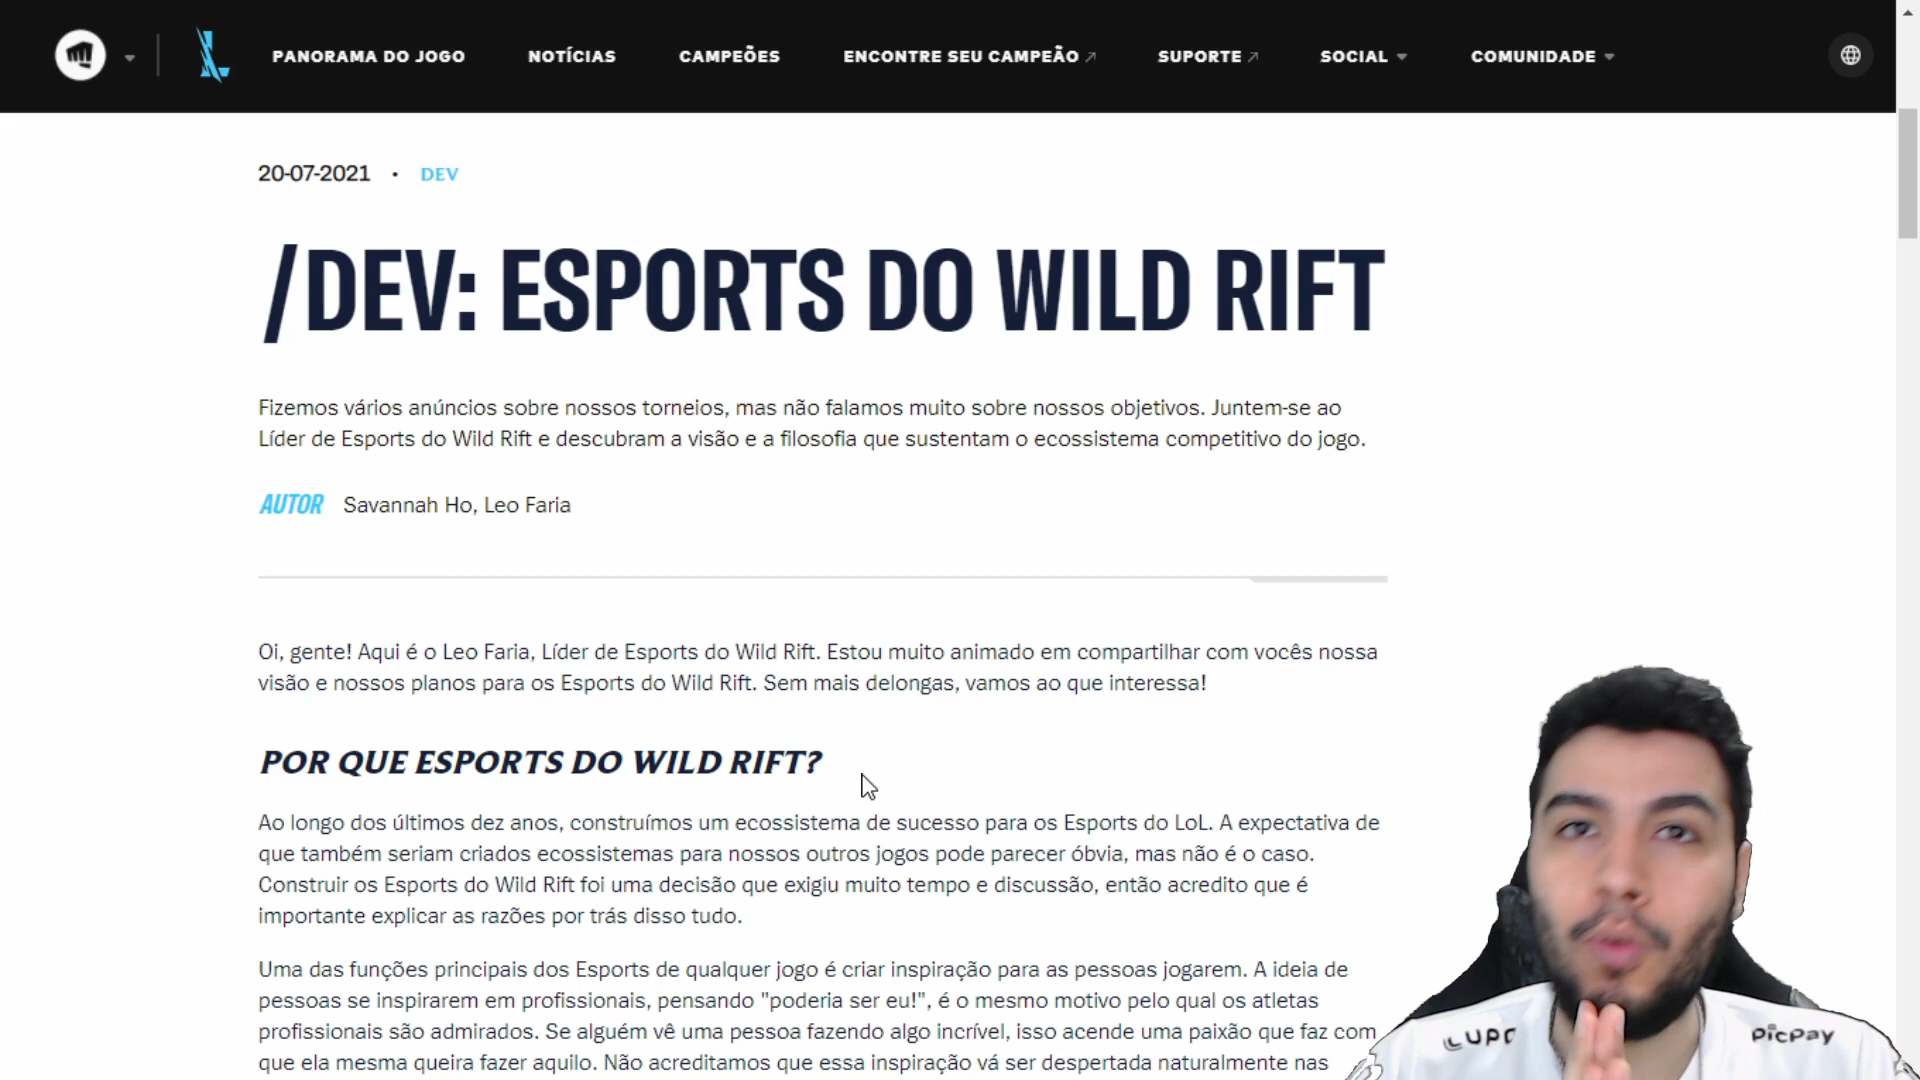 PANORAMA DO JOGO NOTÍCIAS CAMPEÕES ENCONTRE SEU CAMPEÃO SUPORTE SOCIAL COMUNIDADE
20-07-2021 • DEV
/DEV: ESPORTS DO WILD RIFT
Fizemos vários anúncios sobre nossos torneios, mas não falamos muito sobre nossos objetivos. Juntem-se ao
Líder de Esports do Wild Rift e descubram a visão e a filosofia que sustentam o ecossistema competitivo do jogo.
AUTOR Savannah Ho, Leo Faria
Oi, gente! Aqui é o Leo Faria, Líder de Esports do Wild Rift. Estou muito animado em compartilhar com vocês nossa
visão e nossos planos para os Esports do Wild Rift. Sem mais delongas, vamos ao que interessa!
POR QUE ESPORTS DO WILD RIFT?
Ao longo dos últimos dez anos, construímos um ecossistema de sucesso para os Esports do LoL. A expectativa de
que também seriam criados ecossistemas para nossos outros jogos pode parecer óbvia, mas não é o caso.
Construir os Esports do Wild Rift foi uma decisão que exigiu muito tempo e discussão, então acredito que é
importante explicar as razões por trás disso tudo.
Uma das funções principais dos Esports de qualquer jogo é criar inspiração para as pessoas jogarem. A ideia de
pessoas se inspirarem em profissionais, pensando "poderia ser eu!", é o mesmo motivo pelo qual os atletas
profissionais são admirados. Se alguém vê uma pessoa fazendo algo incrível, isso acende uma paixão que faz com
que ela mesma queira fazer aquilo. Não acreditamos que essa inspiração vá ser despertada naturalmente nas
PicPay